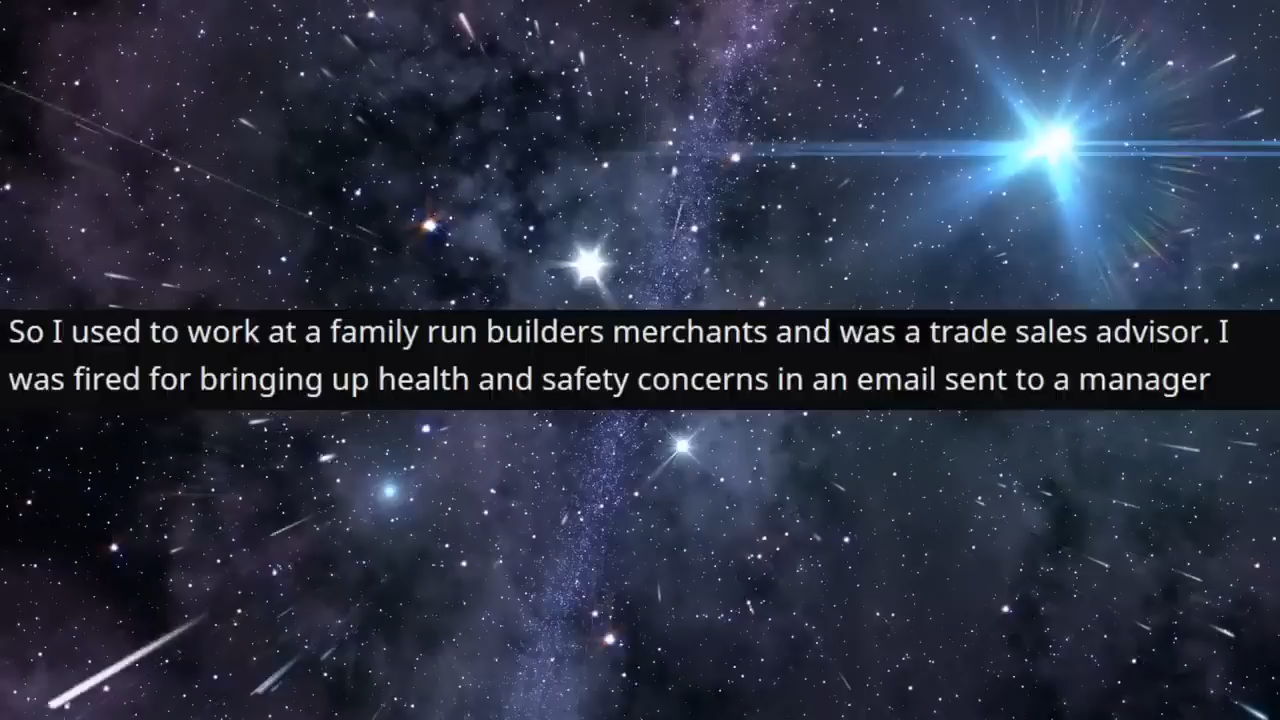 So I used to work at a family run builders merchants and was a trade sales advisor. I
was fired for bringing up health and safety concerns in an email sent to a manager